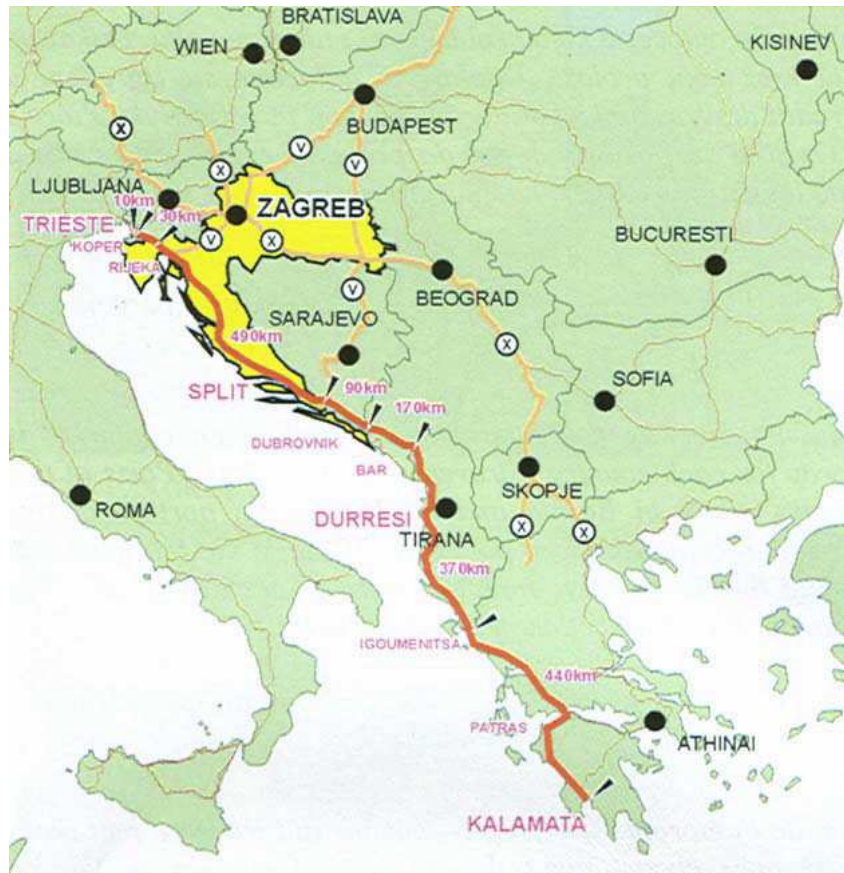 BRATISLAVA
WIEN
KISINEV
BUDAPEST
X
V
X
V
LJUBLJANA
10km
ZAGREB
TRIESTE
30km
KOPER
V
X
BUCURESTI
RIJEKA
BEOGRAD
V
SARAJEVO
490km
X
SPLIT
90km
SOFIA
170km
DUBROVNIK
BAR
SKOPJE
ROMA
DURRESI
X
X
TIRANA
370km
IGOUMENITSA
440km
PATRAS
ATHINAI
KALAMATA